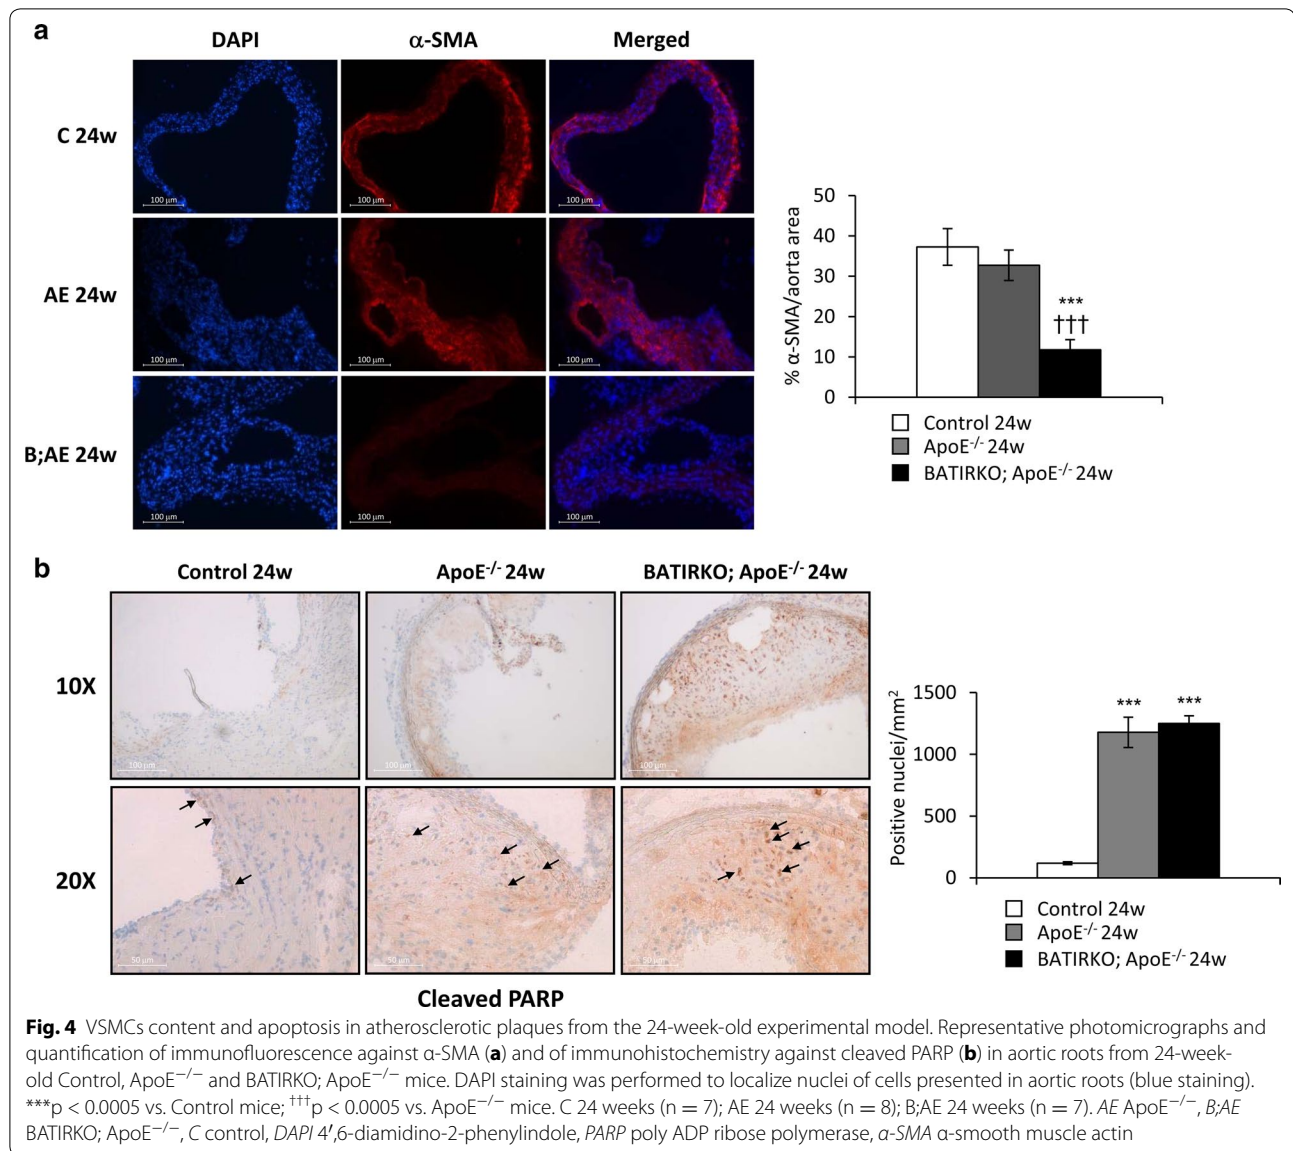 a
DAPI α-SMA Merged
C 24w
100 µm 100 µm 100 µm
AE 24w
100 µm 100 µm 100 µm
B;AE 24w
100 µm 100 µm 100 µm
% α-SMA/aorta area
50
40
30
20
10
0
***
†††
Control 24w
ApoE-/- 24w
BATIRKO; ApoE-/- 24w
b
Control 24w ApoE-/- 24w BATIRKO; ApoE-/- 24w
10X
100 µm 100 µm 100 µm
20X
50 µm 50 µm 50 µm
Cleaved PARP
Positive nuclei/mm²
1500
1000
500
0
*** ***
Control 24w
ApoE-/- 24w
BATIRKO; ApoE-/- 24w
Fig. 4 VSMCs content and apoptosis in atherosclerotic plaques from the 24-week-old experimental model. Representative photomicrographs and
quantification of immunofluorescence against α-SMA (a) and of immunohistochemistry against cleaved PARP (b) in aortic roots from 24-week-
old Control, ApoE−/− and BATIRKO; ApoE−/− mice. DAPI staining was performed to localize nuclei of cells presented in aortic roots (blue staining).
***p < 0.0005 vs. Control mice; †††p < 0.0005 vs. ApoE−/− mice. C 24 weeks (n = 7); AE 24 weeks (n = 8); B;AE 24 weeks (n = 7). AE ApoE−/−, B;AE
BATIRKO; ApoE−/−, C control, DAPI 4′,6-diamidino-2-phenylindole, PARP poly ADP ribose polymerase, α-SMA α-smooth muscle actin